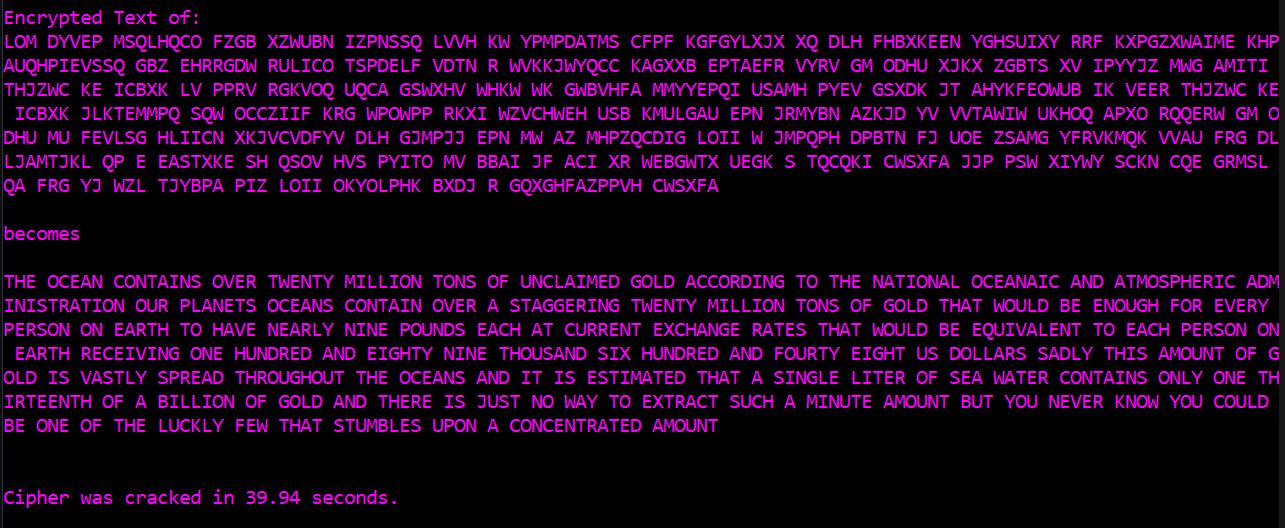 Encrypted Text of:
LOM DYVEP MSQLHQCO FZGB XZWUBN IZPNSSQ LVVH KW YPMPDATMS CFPF KGFGYLXJX XQ DLH FHBXKEEN YGHSUIXY RRF KXPGZXWAIME KHP
AUQHPIEVSSQ GBZ EHRRGDW RULICO TSPDELF VDTN R WVKKJWYQCC KAGXXB EPTAEFR VYRV GM ODHU XJKX ZGBTS XV IPYYJZ MWG AMITI
THJZWC KE ICBXK LV PPRV RGKVOQ UQCA GSWXHV WHKW WK GWBVHFA MMYYEPQI USAMH PYEV GSXDK JT AHYKFEOWUB IK VEER THJZWC KE
ICBXK JLKTEMMPQ SQW OCCZIIF KRG WPOWPP RKXI WZVCHWEH USB KMULGAU EPN JRMYBN AZKJD YV VVTAWIW UKHOQ APXO RQQERW GM O
DHU MU FEVLSG HLIICN XKJVCVDFYV DLH GJMPJJ EPN MW AZ MHPZQCDIG LOII W JMPQPH DPBTN FJ UOE ZSAMG YFRVKMQK VVAU FRG DL
LJAMTJKL QP E EASTXKE SH QSOV HVS PYITO MV BBAI JF ACI XR WEBGWTX UEGK S TQCQKI CWSXFA JJP PSW XIYWY SCKN CQE GRMSL
QA FRG YJ WZL TJYBPA PIZ LOII OKYOLPHK BXDJ R GQXGHFAZPPVH CWSXFA
becomes
THE OCEAN CONTAINS OVER TWENTY MILLION TONS OF UNCLAIMED GOLD ACCORDING TO THE NATIONAL OCEANAIC AND ATMOSPHERIC ADM
INISTRATION OUR PLANETS OCEANS CONTAIN OVER A STAGGERING TWENTY MILLION TONS OF GOLD THAT WOULD BE ENOUGH FOR EVERY
PERSON ON EARTH TO HAVE NEARLY NINE POUNDS EACH AT CURRENT EXCHANGE RATES THAT WOULD BE EQUIVALENT TO EACH PERSON ON
EARTH RECEIVING ONE HUNDRED AND EIGHTY NINE THOUSAND SIX HUNDRED AND FOURTY EIGHT US DOLLARS SADLY THIS AMOUNT OF G
OLD IS VASTLY SPREAD THROUGHOUT THE OCEANS AND IT IS ESTIMATED THAT A SINGLE LITER OF SEA WATER CONTAINS ONLY ONE TH
IRTEENTH OF A BILLION OF GOLD AND THERE IS JUST NO WAY TO EXTRACT SUCH A MINUTE AMOUNT BUT YOU NEVER KNOW YOU COULD
BE ONE OF THE LUCKLY FEW THAT STUMBLES UPON A CONCENTRATED AMOUNT
Cipher was cracked in 39.94 seconds.